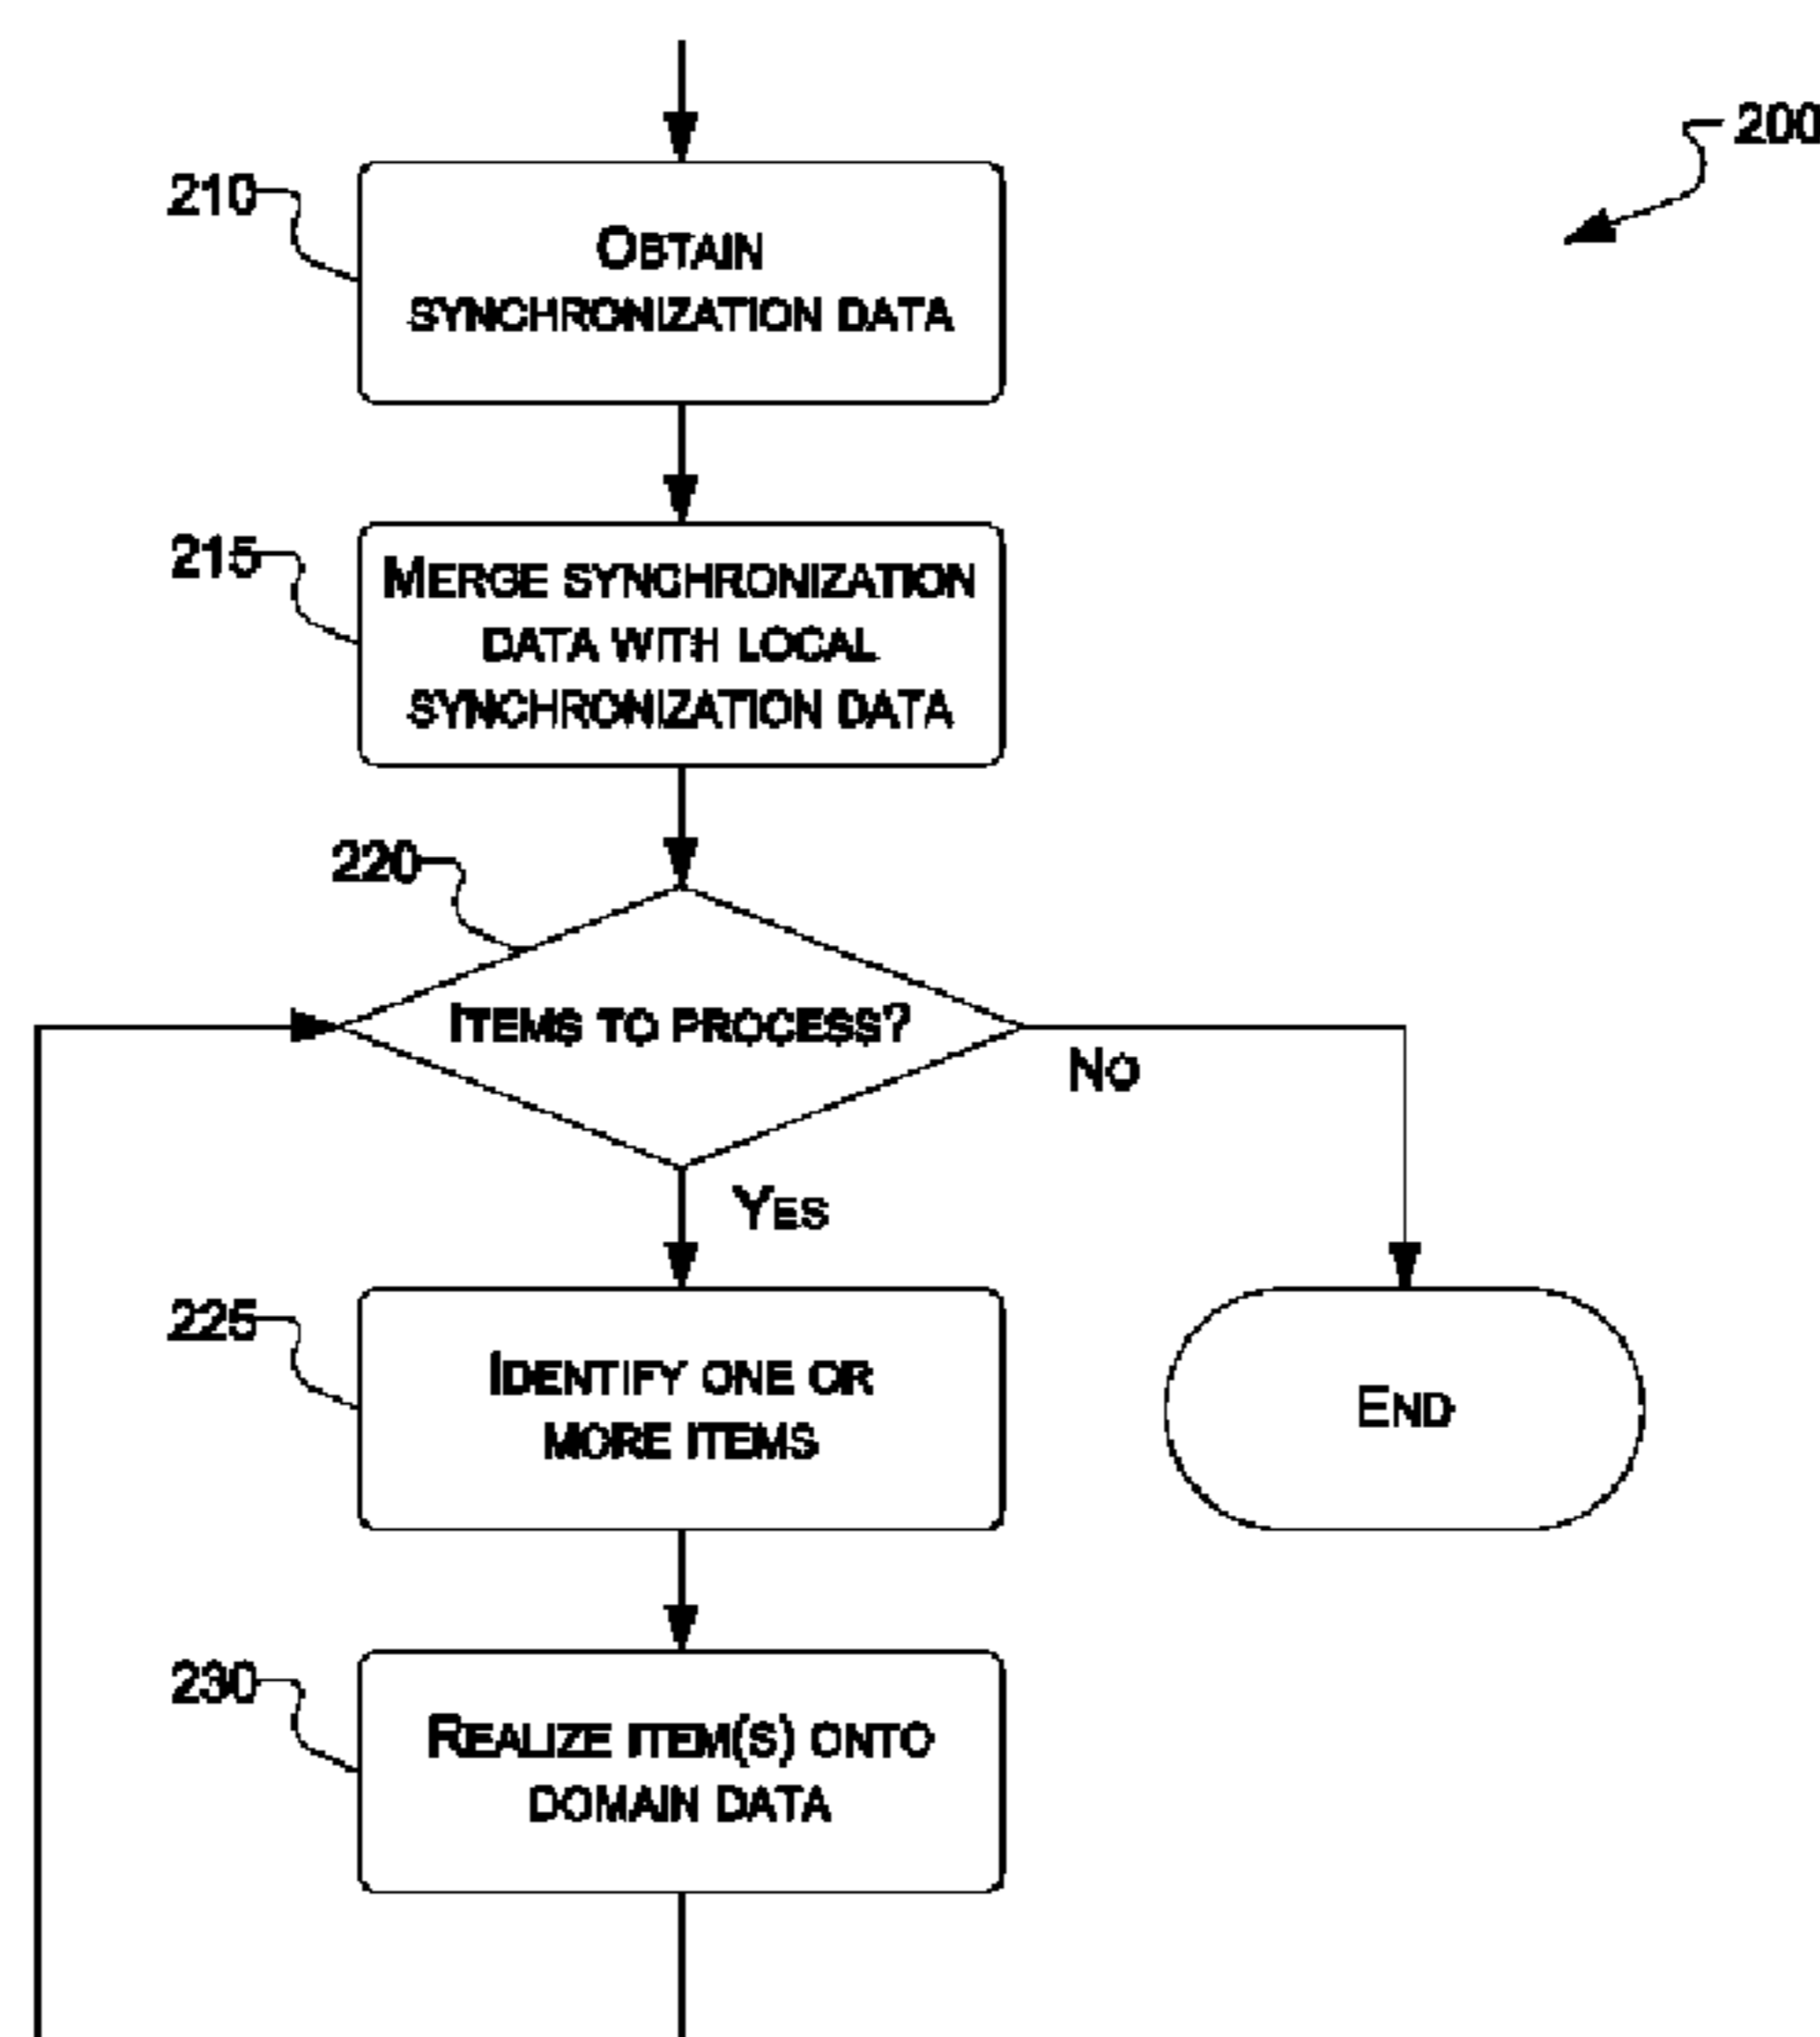 200
210
OBTAIN
SYNCHRONIZATION DATA
215
MERGE SYNCHRONIZATION
DATA WITH LOCAL
SYNCHRONIZATION DATA
220
ITEMS TO PROCESS?
NO
YES
225
IDENTIFY ONE OR
MORE ITEMS
END
230
REALIZE ITEM(S) ONTO
DOMAIN DATA